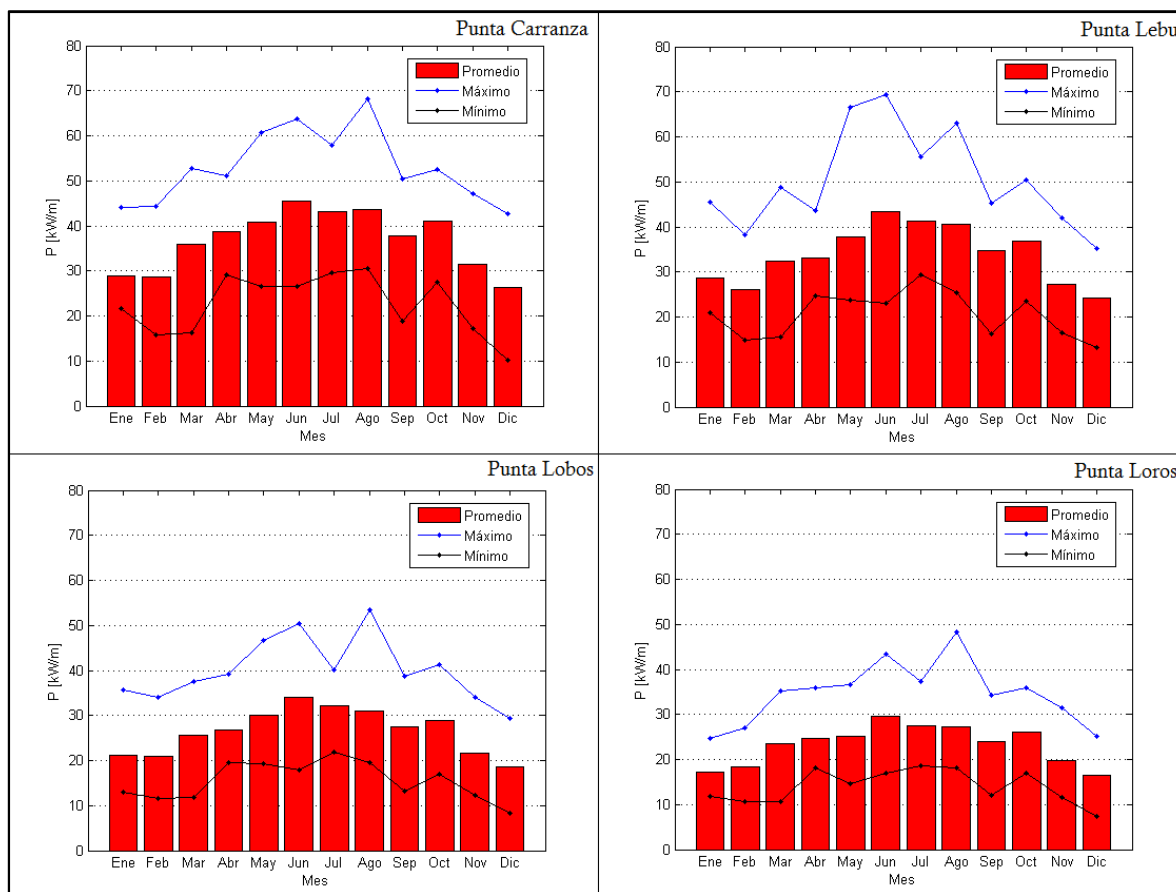 Punta Carranza
80
70
60
50
40
30
20
10
0
P [kW/m]
Promedio
Máximo
Mínimo
Ene Feb Mar Abr May Jun Jul Ago Sep Oct Nov Dic
Mes
Punta Lebu
80
70
60
50
40
30
20
10
0
P [kW/m]
Promedio
Máximo
Mínimo
Ene Feb Mar Abr May Jun Jul Ago Sep Oct Nov Dic
Mes
Punta Lobos
80
70
60
50
40
30
20
10
0
P [kW/m]
Promedio
Máximo
Mínimo
Ene Feb Mar Abr May Jun Jul Ago Sep Oct Nov Dic
Mes
Punta Loros
80
70
60
50
40
30
20
10
0
P [kW/m]
Promedio
Máximo
Mínimo
Ene Feb Mar Abr May Jun Jul Ago Sep Oct Nov Dic
Mes